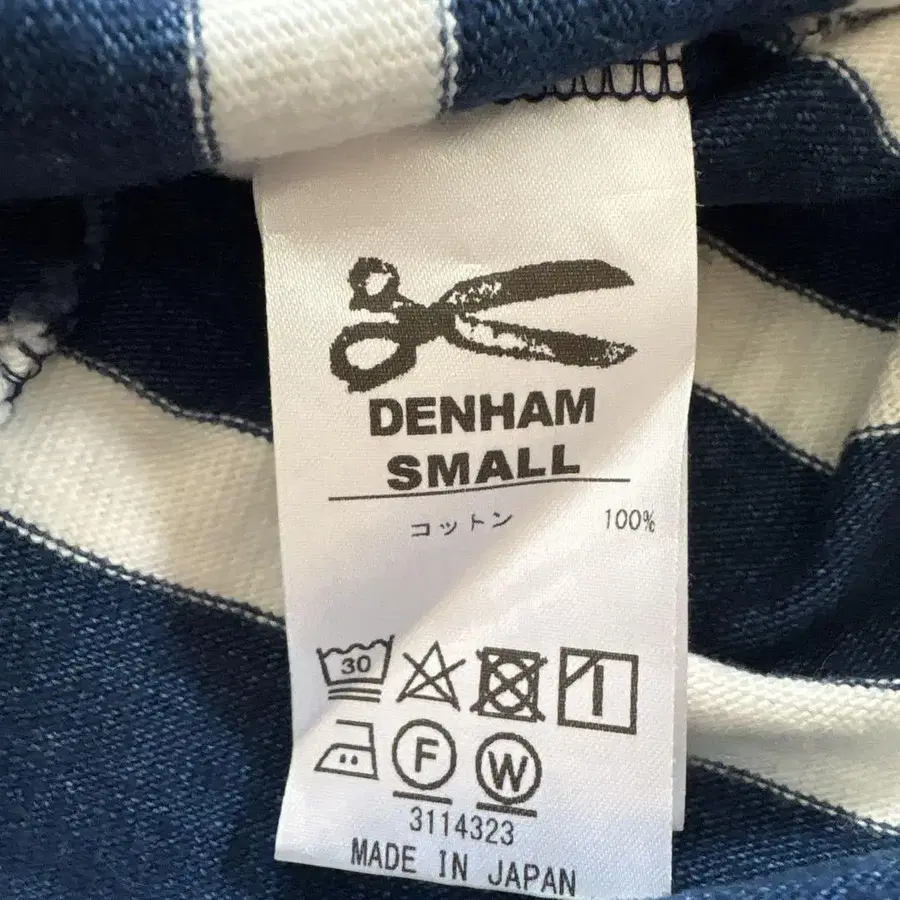 DENHAM
SMALL
コットン 100%
30
F W
3114323
MADE IN JAPAN